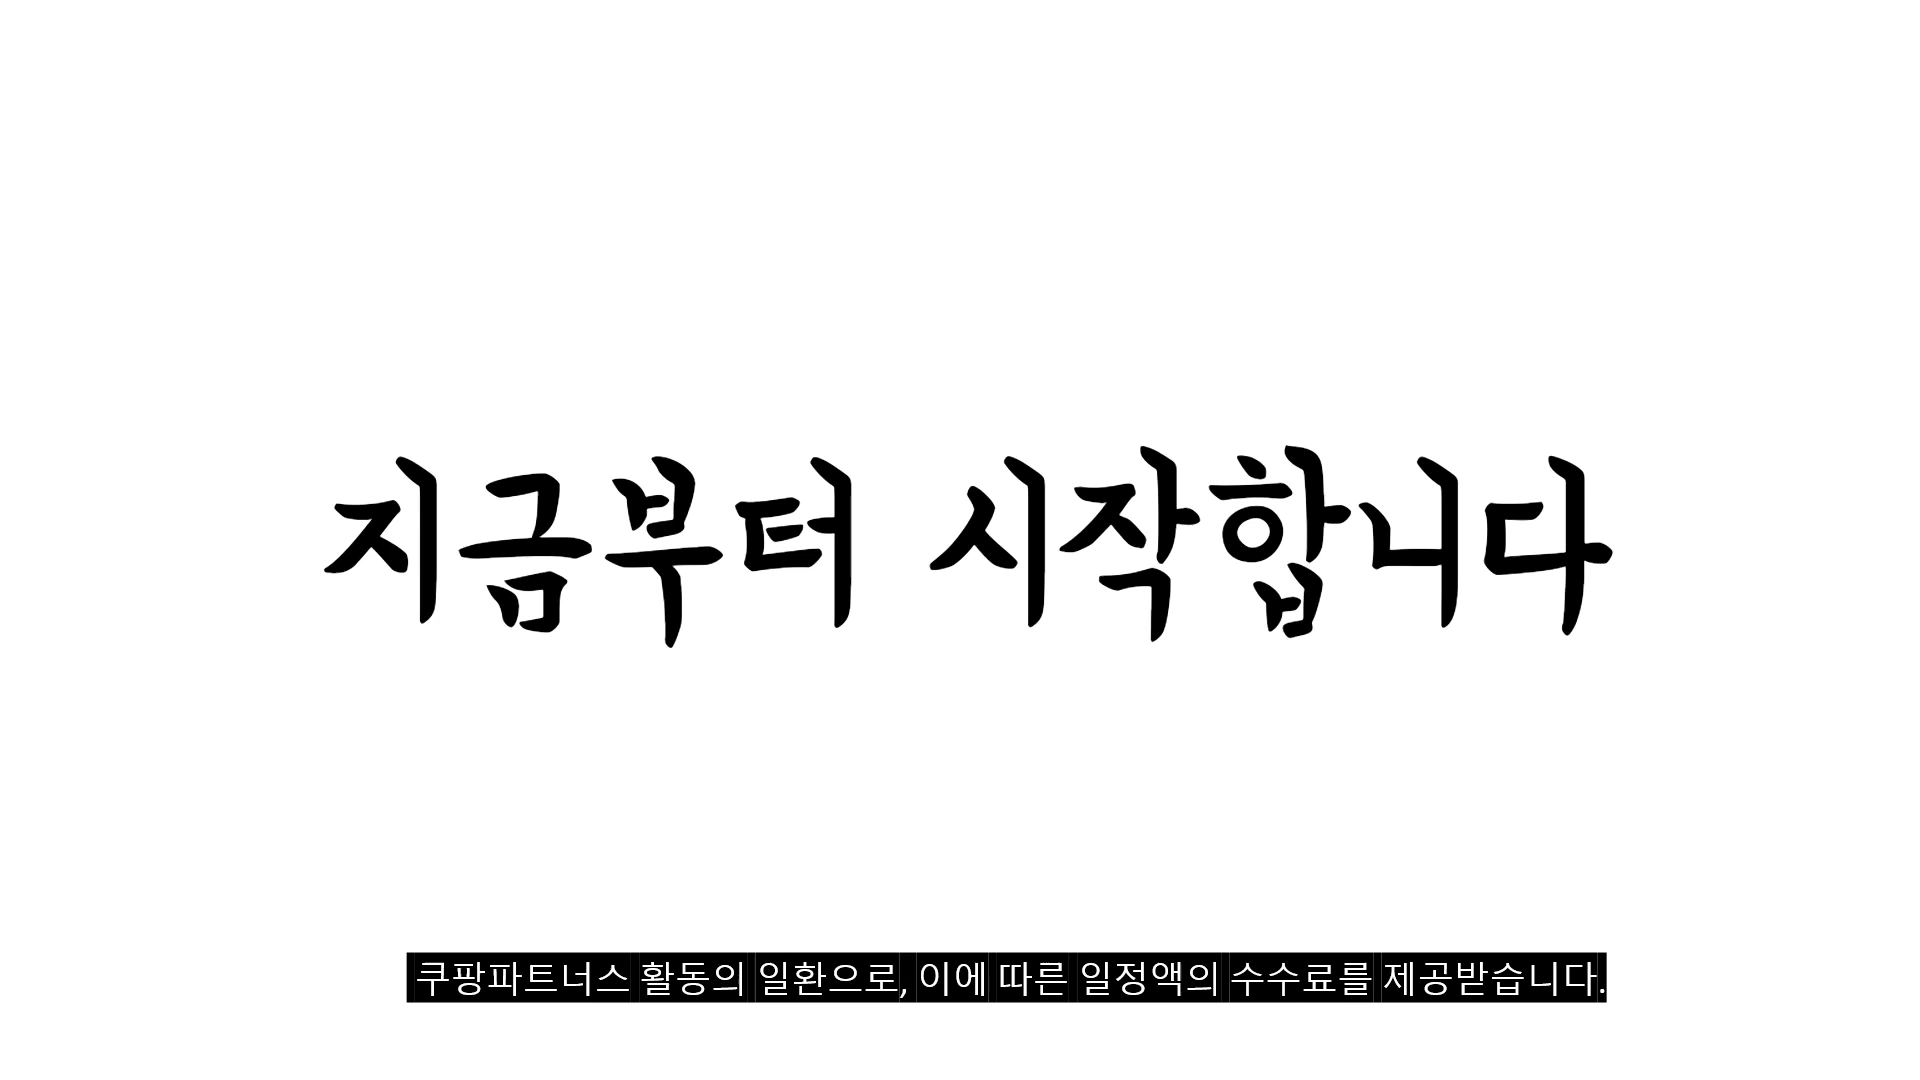 지금부터 시작합니다
쿠팡파트너스 활동의 일환으로, 이에 따른 일정액의 수수료를 제공받습니다.